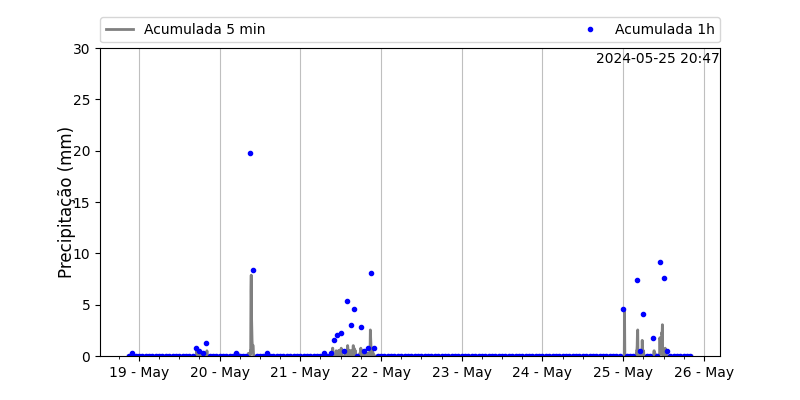 Acumulada 5 min
Acumulada 1h
2024-05-25 20:47
Precipitação (mm)
30
25
20
15
10
5
0
19 - May
20 - May
21 - May
22 - May
23 - May
24 - May
25 - May
26 - May